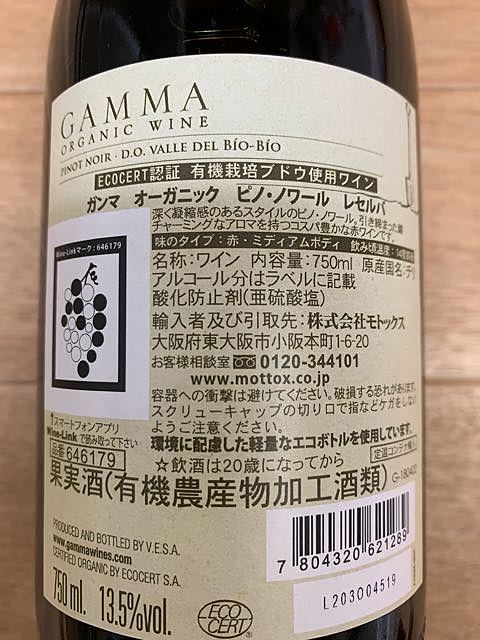 GAMMA
ORGANIC WINE
PINOT NOIR · D.O. VALLE DEL BÍO-BÍO
ECOCERT認証 有機栽培ブドウ使用ワイン
ガンマ オーガニック ピノ・ノワール レセルバ
深く凝縮感のあるスタイルのピノ・ノワール。引き締まった
チャーミングなアロマを持つコスパ豊かな赤ワインです。
味のタイプ:赤・ミディアムボディ 飲み頃温度:14
Wine-Linkマーク:646179
名称:ワイン 内容量:750ml 原産国名:チリ
アルコール分はラベルに記載
酸化防止剤(亜硫酸塩)
輸入者及び引取先:株式会社モトックス
大阪府東大阪市小阪本町1-6-20
お客様相談室 0120-344101
www.mottox.co.jp
容器への衝撃は避けてください。破損する恐れがあります。
スクリューキャップの切り口で指などケガをしない
ようご注意ください。
↑スマートフォンアプリ
Wine-Linkで読み取って下さい
環境に配慮した軽量なエコボトルを使用しています。
品番 646179
☆飲酒は20歳になってから
定温コンテナ輸入
果実酒(有機農産物加工酒類)
G-180403
PRODUCED AND BOTTLED BY V.E.S.A.
www.gammawines.com
CERTIFIED ORGANIC BY ECOCERT S.A.
750 ml. 13.5%vol.
ECO
CERT
®
7 804320 621289
L203004519